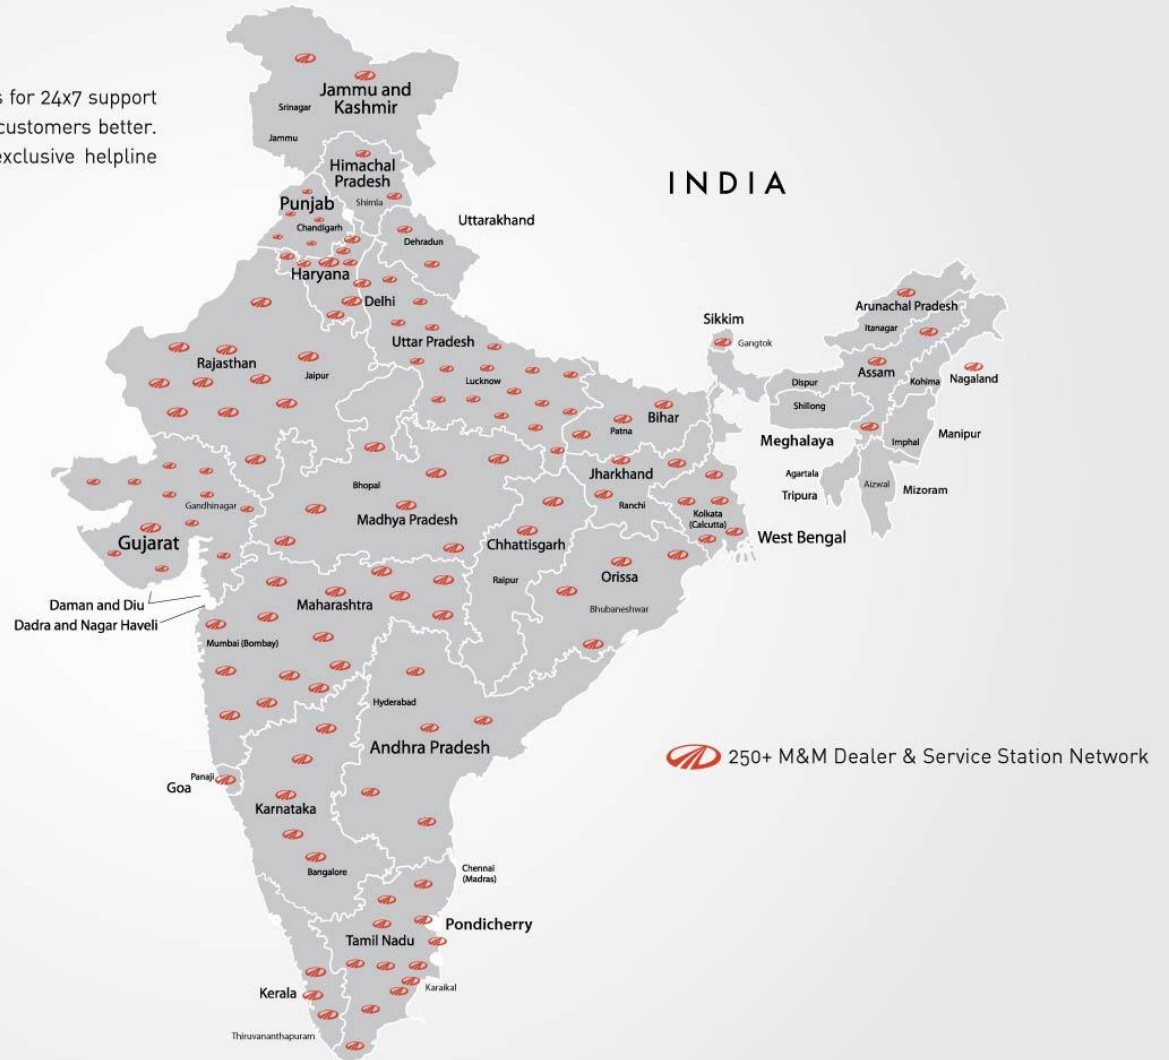 s for 24x7 support
customers better.
exclusive helpline
INDIA
Jammu and
Kashmir
Srinagar
Jammu
Himachal
Pradesh
Shimla
Punjab
Chandigarh
Uttarakhand
Dehradun
Haryana
Delhi
Uttar Pradesh
Lucknow
Rajasthan
Jaipur
Sikkim
Gangtok
Arunachal Pradesh
Itanagar
Assam
Dispur
Kohima
Nagaland
Shillong
Meghalaya
Imphal
Manipur
Agartala
Tripura
Aizwal
Mizoram
Bihar
Patna
Jharkhand
Ranchi
Kolkata
(Calcutta)
West Bengal
Gandhinagar
Gujarat
Bhopal
Madhya Pradesh
Chhattisgarh
Raipur
Orissa
Bhubaneshwar
Daman and Diu
Dadra and Nagar Haveli
Maharashtra
Mumbai (Bombay)
Hyderabad
Andhra Pradesh
250+ M&M Dealer & Service Station Network
Panaji
Goa
Karnataka
Bangalore
Chennai
(Madras)
Pondicherry
Tamil Nadu
Karaikal
Kerala
Thiruvananthapuram